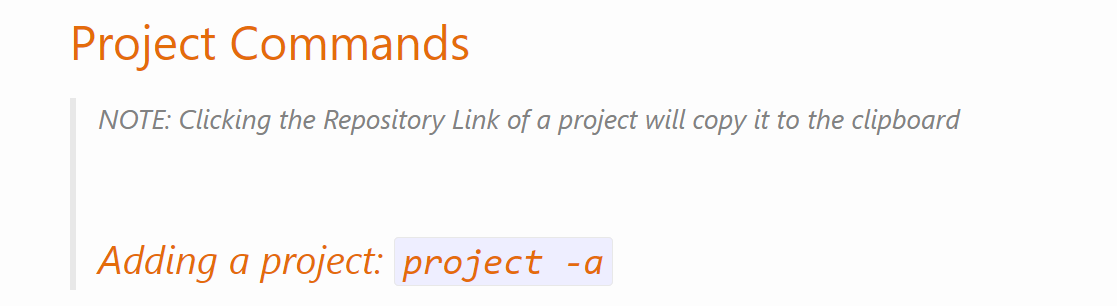 Project Commands
NOTE: Clicking the Repository Link of a project will copy it to the clipboard
Adding a project: project -a